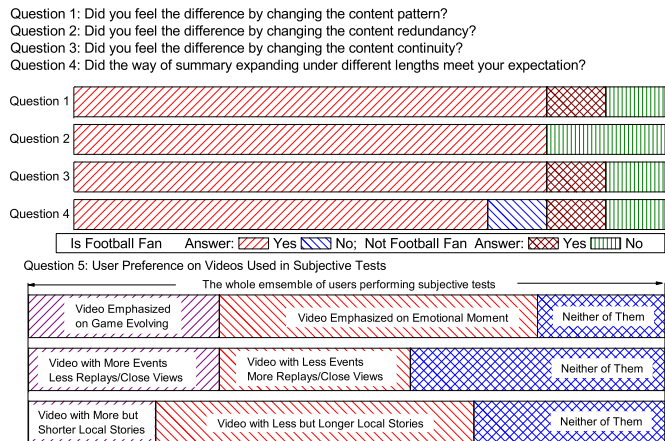 Question 1: Did you feel the difference by changing the content pattern?
Question 2: Did you feel the difference by changing the content redundancy?
Question 3: Did you feel the difference by changing the content continuity?
Question 4: Did the way of summary expanding under different lengths meet your expectation?
Question 1
Question 2
Question 3
Question 4
Is Football Fan Answer: Yes No; Not Football Fan Answer: Yes No
Question 5: User Preference on Videos Used in Subjective Tests
The whole emsemble of users performing subjective tests
Video Emphasized
on Game Evolving
Video Emphasized on Emotional Moment
Neither of Them
Video with More Events
Less Replays/Close Views
Video with Less Events
More Replays/Close Views
Neither of Them
Video with More but
Shorter Local Stories
Video with Less but Longer Local Stories
Neither of Them